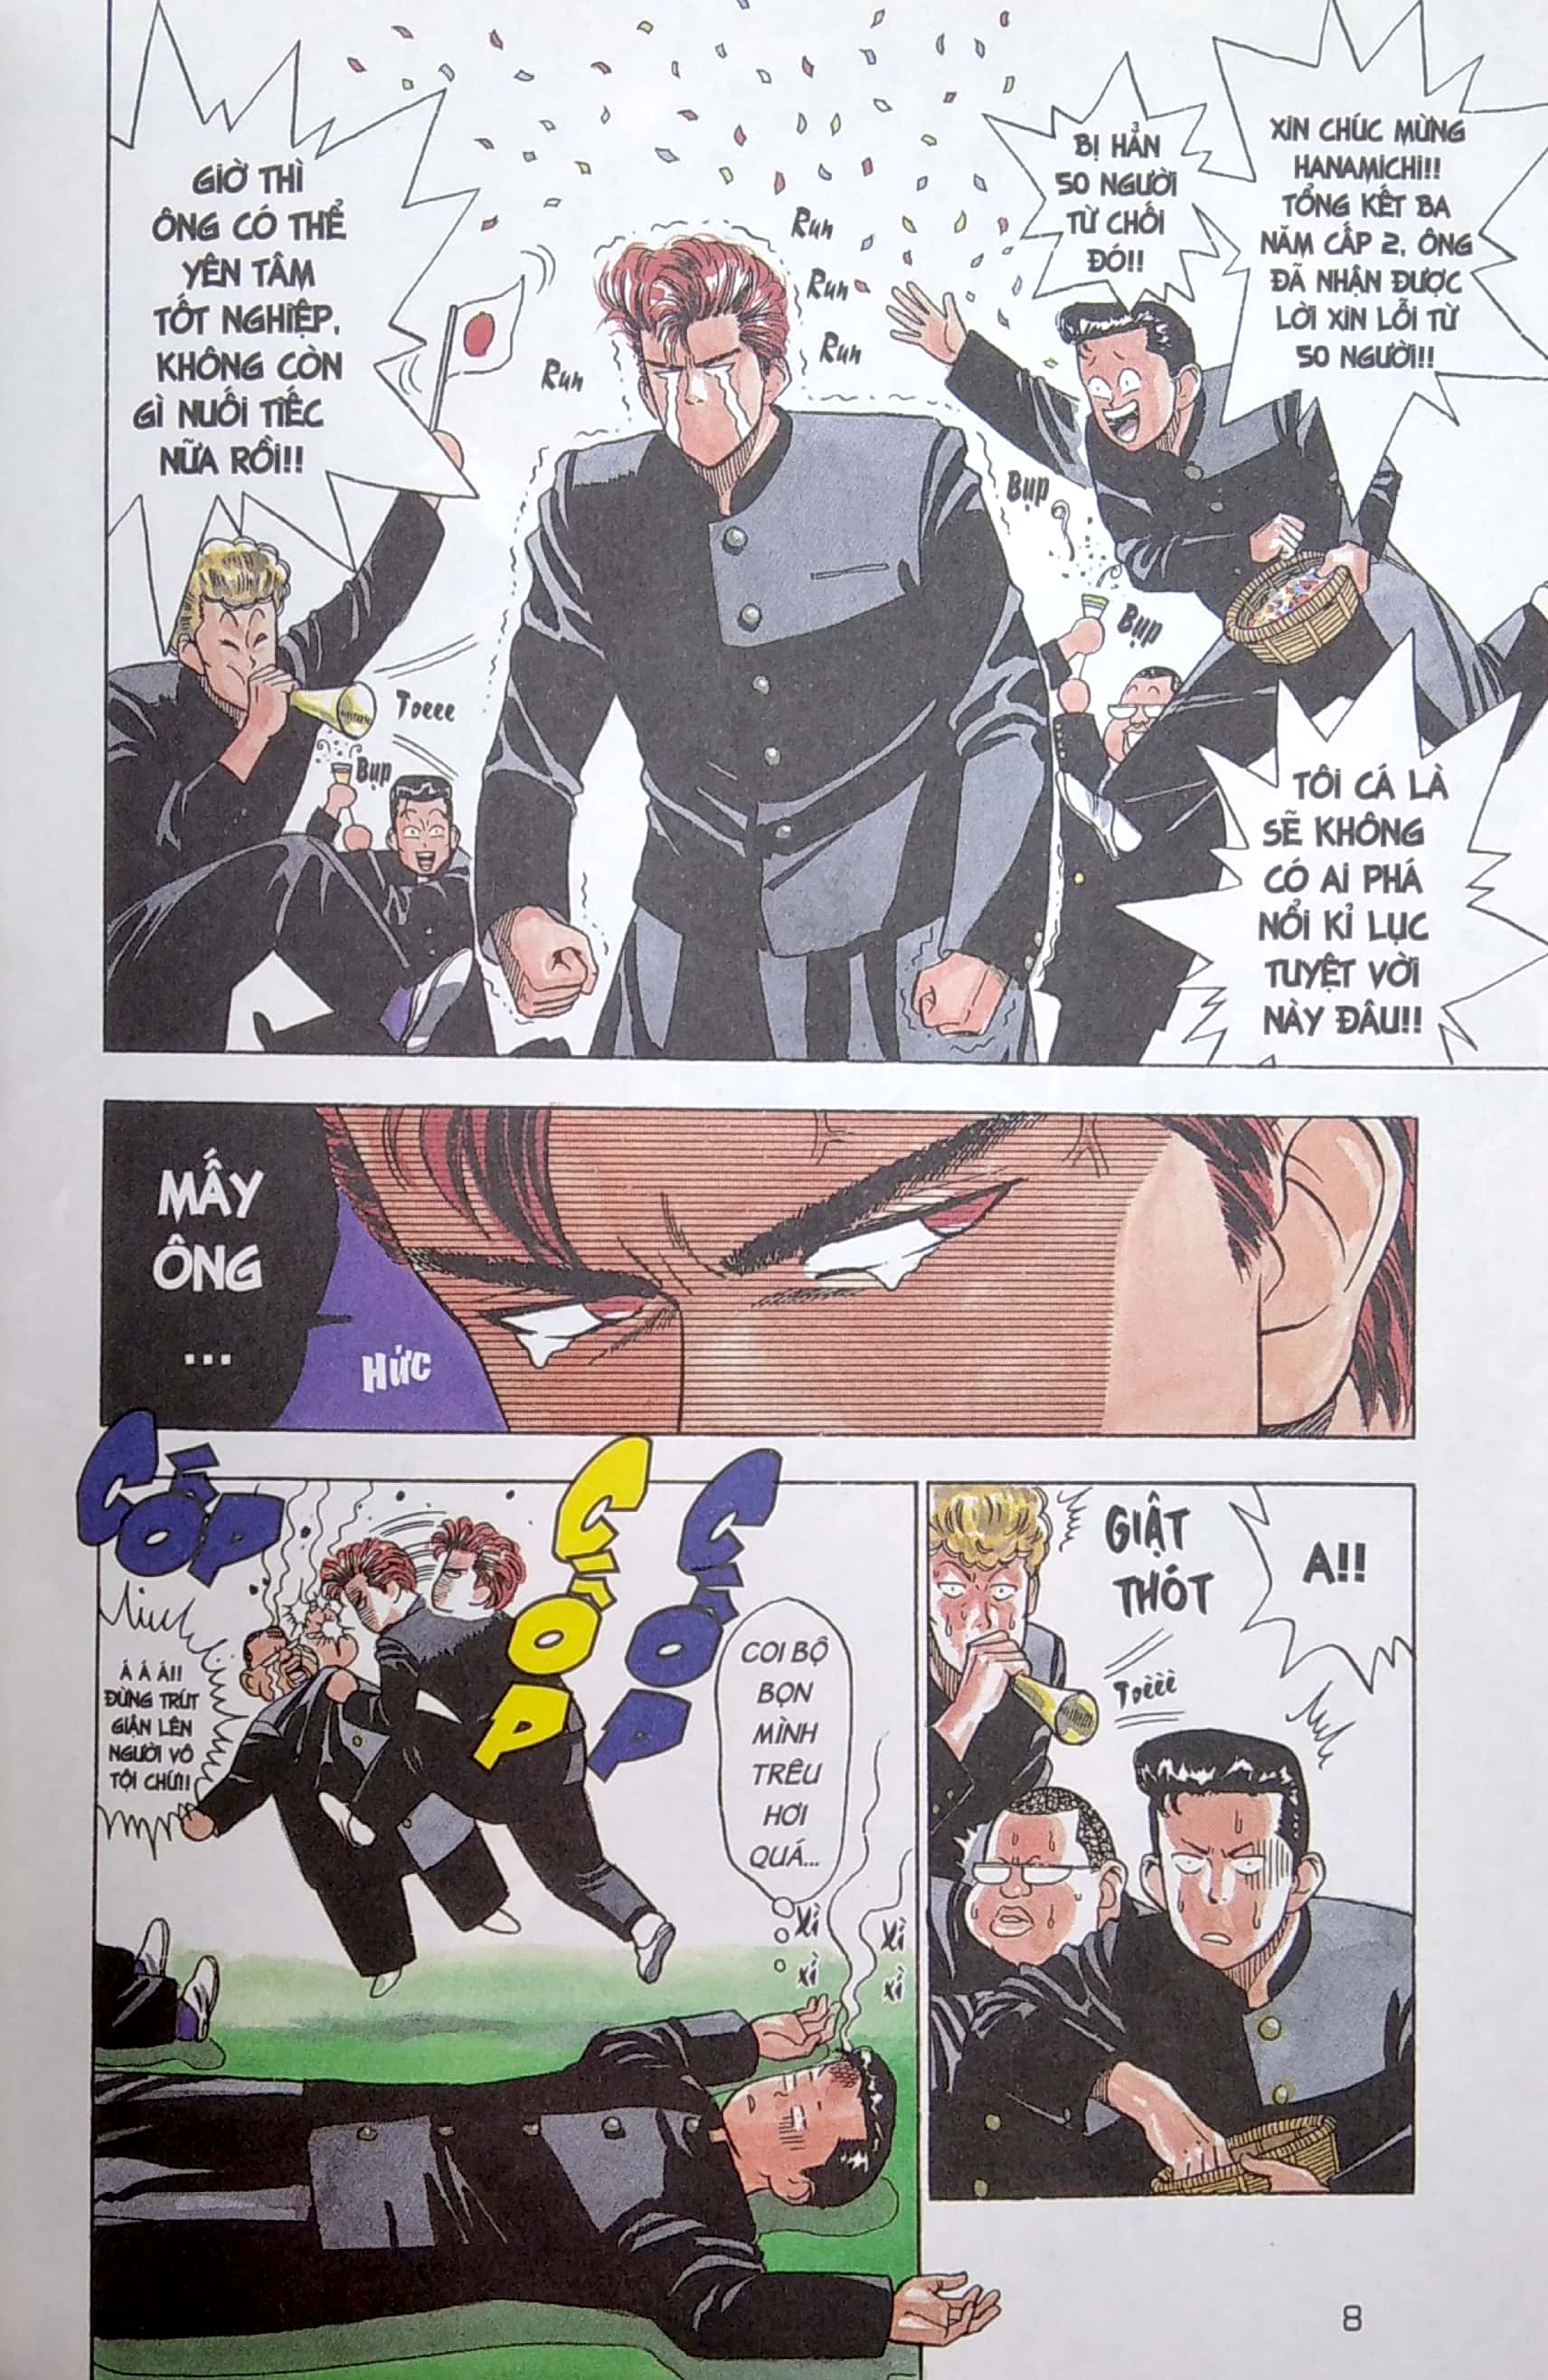 XIN CHÚC MỪNG
HANAMICHI!!
TỔNG KẾT BA
NĂM CẤP 2, ÔNG
ĐÃ NHẬN ĐƯỢC
LỜI XIN LỖI TỪ
50 NGƯỜI!!
BỊ HẲN
50 NGƯỜI
TỪ CHỐI
ĐÓ!!
Run
Run
Run
Run
GIỜ THÌ
ÔNG CÓ THỂ
YÊN TÂM
TỐT NGHIỆP,
KHÔNG CÒN
GÌ NUỐI TIẾC
NỮA RỒI!!
Bụp
Bụp
Toeee
Bụp
TÔI CÁ LÀ
SẼ KHÔNG
CÓ AI PHÁ
NỔI KỈ LỤC
TUYỆT VỜI
NÀY ĐÂU!!
MẤY
ÔNG
...
HỨC
A!!
GIẬT
THÓT
Toèèè
CỐP
CỐP
CỐP
COI BỘ
BỌN
MÌNH
TRÊU
HƠI
QUÁ...
Á Á Á!!
ĐỪNG TRÚT
GIẬN LÊN
NGƯỜI VÔ
TỘI CHỨ!!
Xì
xì
Xì
xì
8